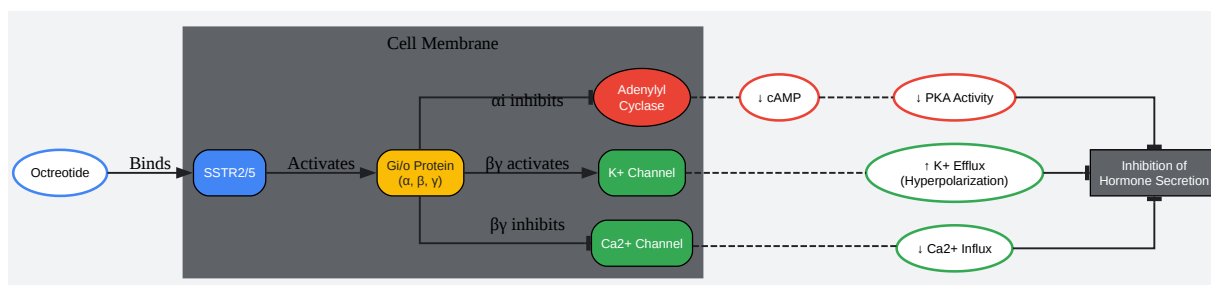 Cell Membrane
Octreotide
Binds
SSTR2/5
Activates
Gi/o Protein
(α, β, γ)
αi inhibits
Adenylyl
Cyclase
↓ cAMP
↓ PKA Activity
βγ activates
K+ Channel
↑ K+ Efflux
(Hyperpolarization)
βγ inhibits
Ca2+ Channel
↓ Ca2+ Influx
Inhibition of
Hormone Secretion